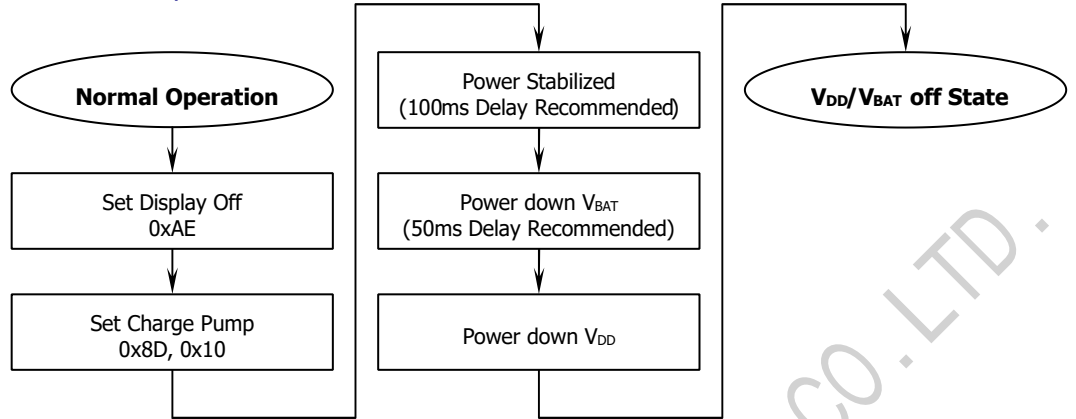 Normal Operation
Set Display Off
0xAE
Set Charge Pump
0x8D, 0x10
Power Stabilized
(100ms Delay Recommended)
Power down VBAT
(50ms Delay Recommended)
Power down VDD
VDD/VBAT off State
CO.LTD.